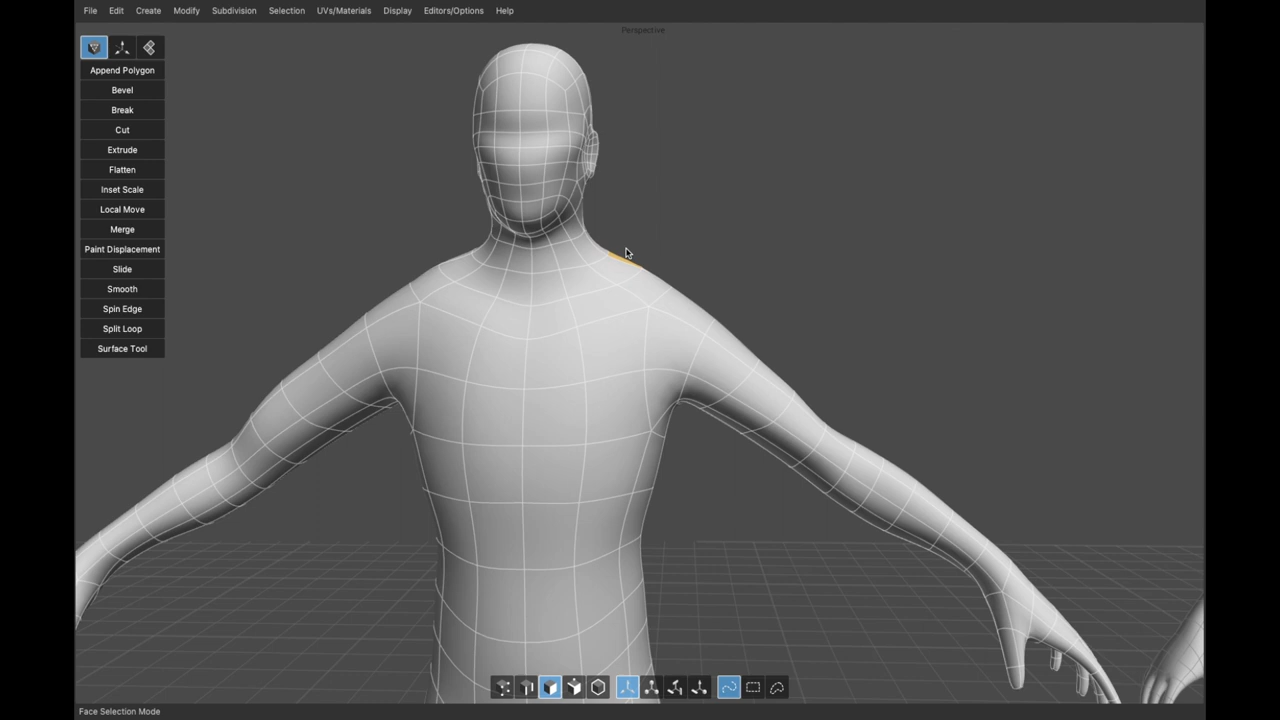 File Edit Create Modify Subdivision Selection UVs/Materials Display Editors/Options Help
Perspective
Append Polygon
Bevel
Break
Cut
Extrude
Flatten
Inset Scale
Local Move
Merge
Paint Displacement
Slide
Smooth
Spin Edge
Split Loop
Surface Tool
Face Selection Mode